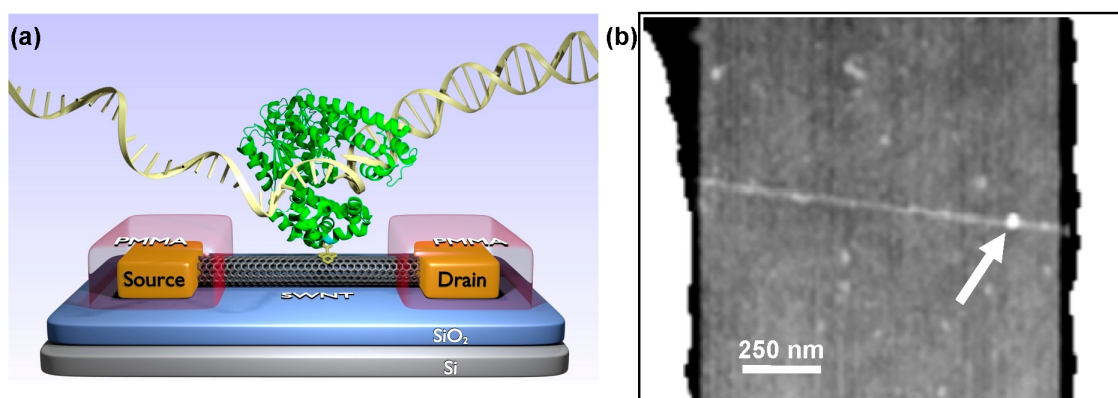 (a)
PMMA
PMMA
Source
Drain
SWNT
SiO₂
Si
(b)
250 nm